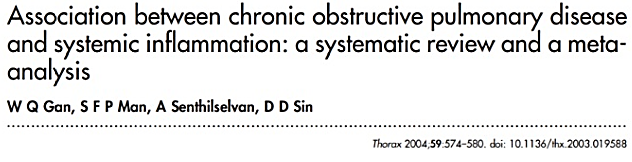 Association between chronic obstructive pulmonary disease
and systemic inflammation: a systematic review and a meta-
analysis
W Q Gan, S F P Man, A Senthilselvan, D D Sin
Thorax 2004;59:574–580. doi: 10.1136/thx.2003.019588